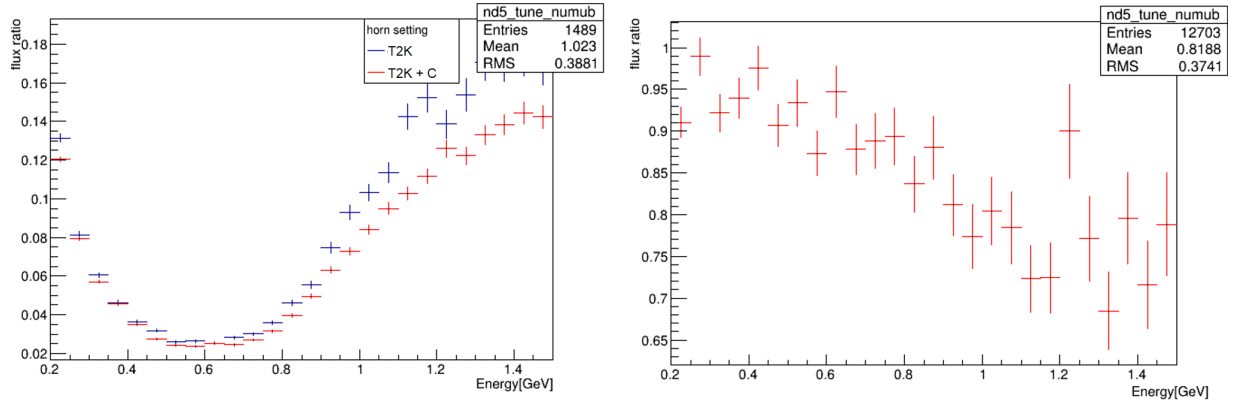 nd5_tune_numub
Entries 1489
Mean 1.023
RMS 0.3881
horn setting
T2K
T2K + C
flux ratio
0.18
0.16
0.14
0.12
0.1
0.08
0.06
0.04
0.02
0.2 0.4 0.6 0.8 1 1.2 1.4
Energy[GeV]
nd5_tune_numub
Entries 12703
Mean 0.8188
RMS 0.3741
flux ratio
1
0.95
0.9
0.85
0.8
0.75
0.7
0.65
0.2 0.4 0.6 0.8 1 1.2 1.4
Energy[GeV]